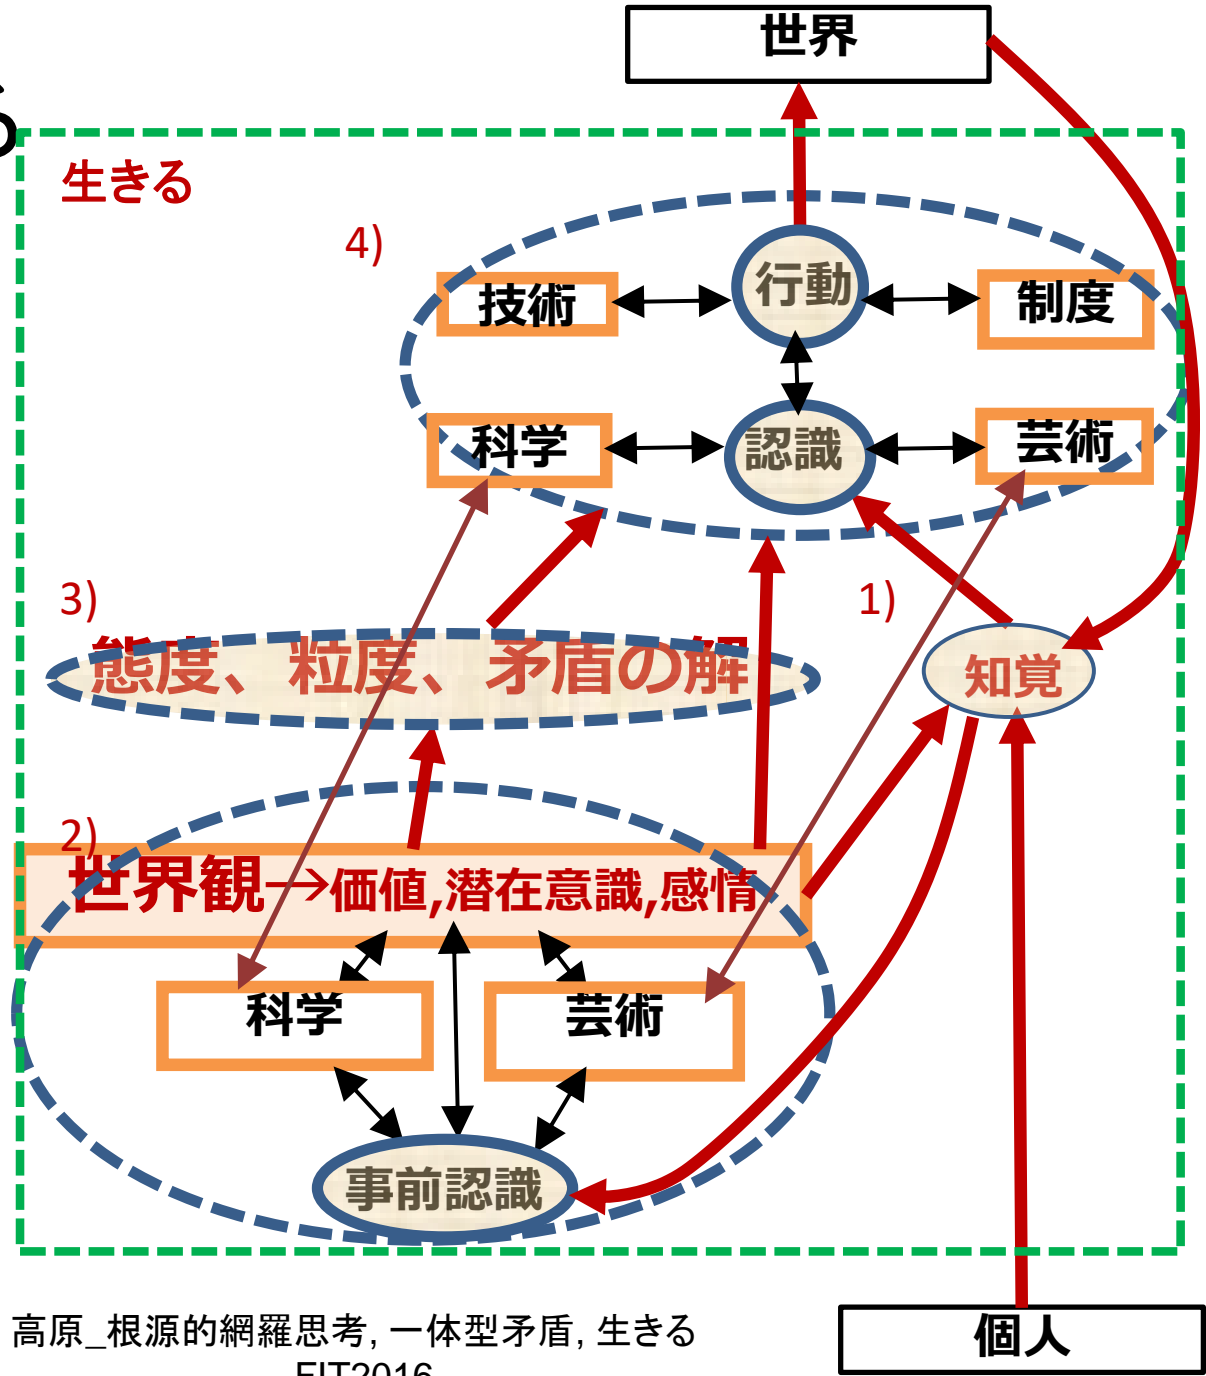 世界
る
生きる
4)
行動
技術
制度
科学
認識
芸術
3)
1)
態度、粒度、矛盾の解
知覚
2)
世界観→価値,潜在意識,感情
科学
芸術
事前認識
高原_根源的網羅思考, 一体型矛盾, 生きる
FIT2016
個人